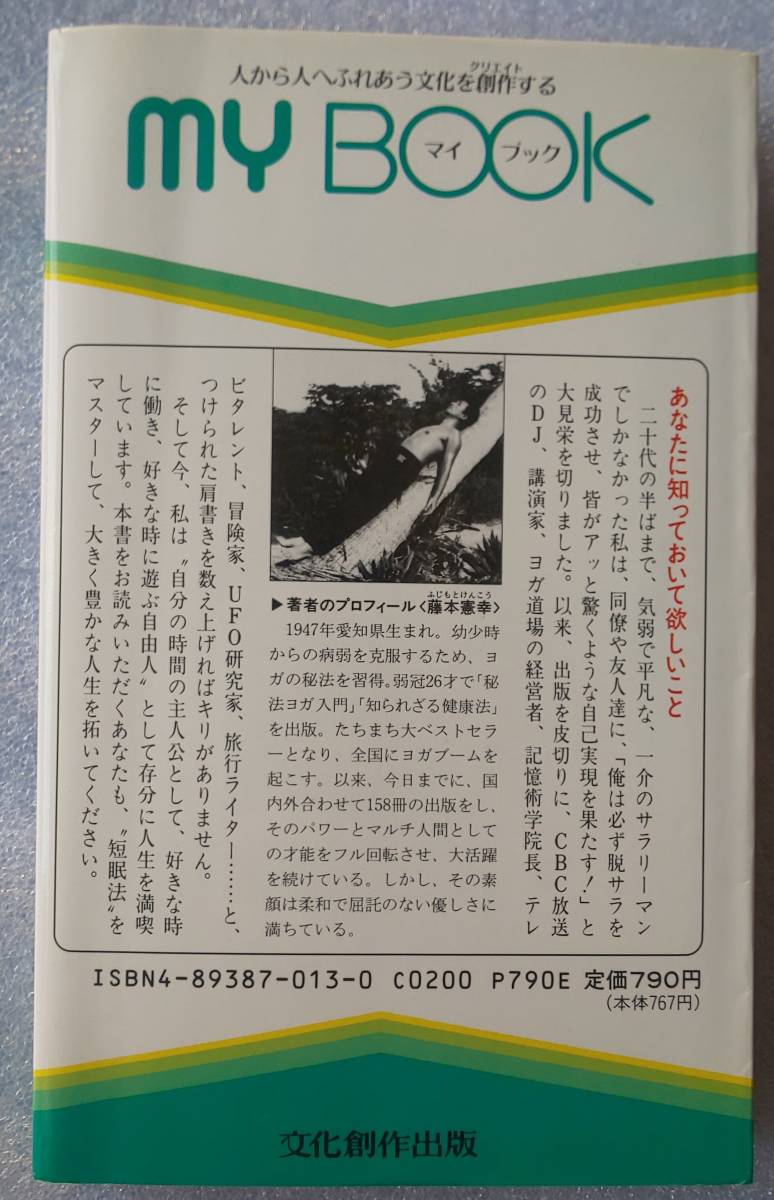 人から人へふれあう文化を創作する
クリエイト
MY BOOK
マイ ブック
あなたに知っておいて欲しいこと
二十代の半ばまで、気弱で平凡な、一介のサラリーマン
でしかなかった私は、同僚や友人達に、「俺は必ず脱サラを
成功させ、皆がアッと驚くような自己実現を果たす!」と
大見栄を切りました。以来、出版を皮切りに、CBC放送
のDJ、講演家、ヨガ道場の経営者、記憶術学院長、テレ
ビタレント、冒険家、UFO研究家、旅行ライター……と、
つけられた肩書きを数え上げればキリがありません。
そして今、私は〝自分の時間の主人公として、好きな時
に働き、好きな時に遊ぶ自由人〟として存分に人生を満喫
しています。本書をお読みいただくあなたも、〝短眠法〟を
マスターして、大きく豊かな人生を拓いてください。
▶著者のプロフィール〈藤本憲幸〉
ふじもとけんこう
1947年愛知県生まれ。幼少時
からの病弱を克服するため、ヨ
ガの秘法を習得。弱冠26才で「秘
法ヨガ入門」「知られざる健康法」
を出版。たちまち大ベストセラ
ーとなり、全国にヨガブームを
起こす。以来、今日までに、国
内外合わせて158冊の出版をし、
そのパワーとマルチ人間として
の才能をフル回転させ、大活躍
を続けている。しかし、その素
顔は柔和で屈託のない優しさに
満ちている。
ISBN4-89387-013-0 C0200 P790E 定価790円
(本体767円)
文化創作出版